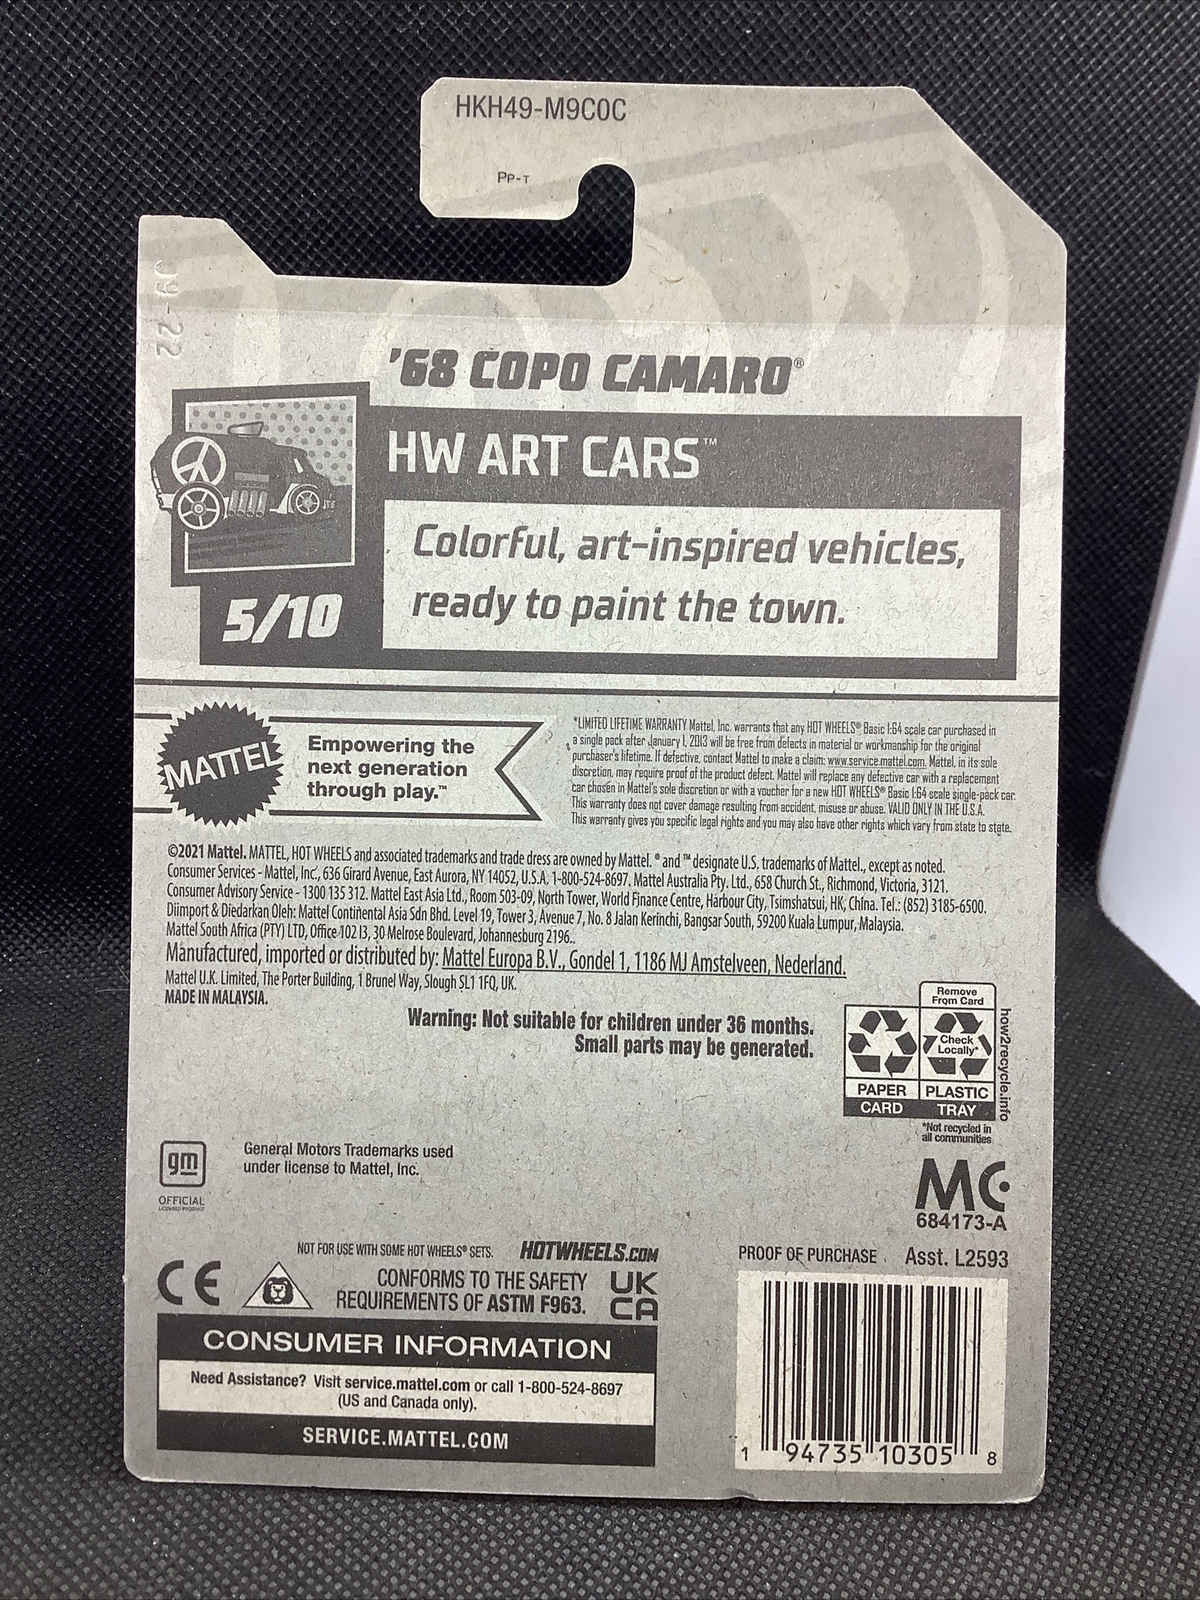 HKH49-M9C0C
PP-T
09-22
'68 COPO CAMARO®
HW ART CARS™
Colorful, art-inspired vehicles,
ready to paint the town.
5/10
MATTEL
Empowering the
next generation
through play.™
*LIMITED LIFETIME WARRANTY Mattel, Inc. warrants that any HOT WHEELS® Basic 1:64 scale car purchased in
a single pack after January 1, 2013 will be free from defects in material or workmanship for the original
purchaser's lifetime. If defective, contact Mattel to make a claim: www.service.mattel.com. Mattel, in its sole
discretion, may require proof of the product defect. Mattel will replace any defective car with a replacement
car chosen in Mattel's sole discretion or with a voucher for a new HOT WHEELS® Basic 1:64 scale single-pack car.
This warranty does not cover damage resulting from accident, misuse or abuse. VALID ONLY IN THE U.S.A.
This warranty gives you specific legal rights and you may also have other rights which vary from state to state.
©2021 Mattel. MATTEL, HOT WHEELS and associated trademarks and trade dress are owned by Mattel. ® and ™ designate U.S. trademarks of Mattel., except as noted.
Consumer Services - Mattel, Inc., 636 Girard Avenue, East Aurora, NY 14052, U.S.A. 1-800-524-8697. Mattel Australia Pty. Ltd., 658 Church St., Richmond, Victoria, 3121.
Consumer Advisory Service - 1300 135 312. Mattel East Asia Ltd., Room 503-09, North Tower, World Finance Centre, Harbour City, Tsimshatsui, HK, China. Tel.: (852) 3185-6500.
Diimport & Diedarkan Oleh: Mattel Continental Asia Sdn Bhd. Level 19, Tower 3, Avenue 7, No. 8 Jalan Kerinchi, Bangsar South, 59200 Kuala Lumpur, Malaysia.
Mattel South Africa (PTY) LTD, Office 102 I3, 30 Melrose Boulevard, Johannesburg 2196..
Manufactured, imported or distributed by: Mattel Europa B.V., Gondel 1, 1186 MJ Amstelveen, Nederland.
Mattel U.K. Limited, The Porter Building, 1 Brunel Way, Slough SL1 1FQ, UK.
MADE IN MALAYSIA.
Warning: Not suitable for children under 36 months.
Small parts may be generated.
Remove
From Card
Check
Locally*
PAPER
PLASTIC
CARD
TRAY
how2recycle.info
*Not recycled in
all communities
gm
OFFICIAL
LICENSED PRODUCT
General Motors Trademarks used
under license to Mattel, Inc.
MC
684173-A
NOT FOR USE WITH SOME HOT WHEELS® SETS.
HOTWHEELS.COM
CE
CONFORMS TO THE SAFETY
REQUIREMENTS OF ASTM F963.
UK
CA
PROOF OF PURCHASE
Asst. L2593
CONSUMER INFORMATION
Need Assistance? Visit service.mattel.com or call 1-800-524-8697
(US and Canada only).
SERVICE.MATTEL.COM
1 94735 10305 8